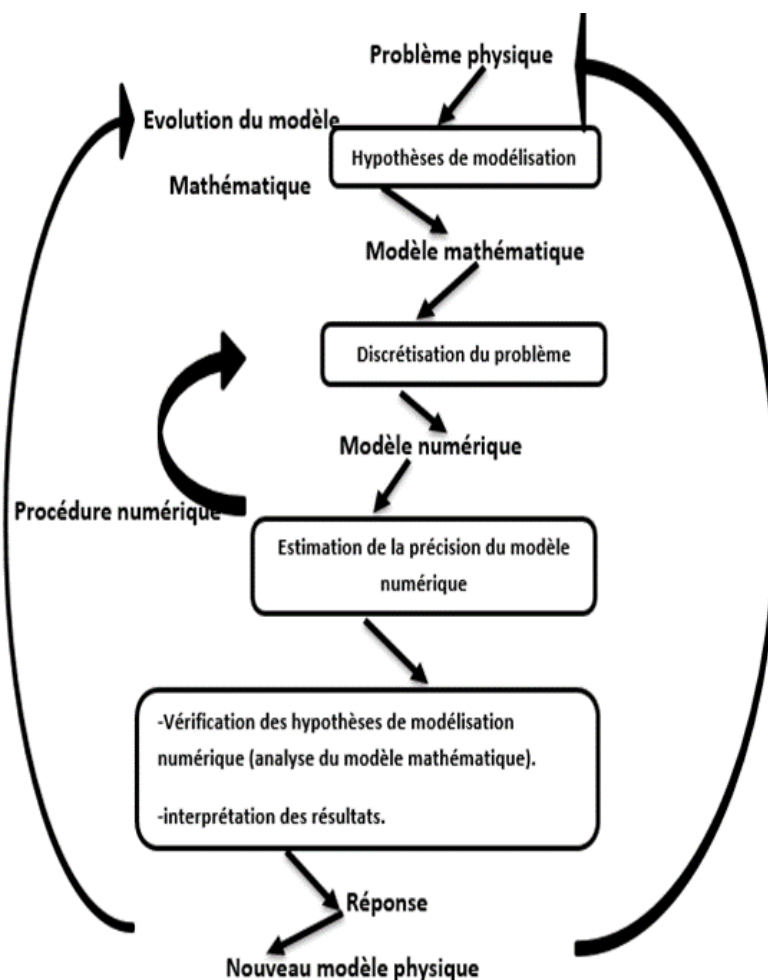 Problème physique
Evolution du modèle
Hypothèses de modélisation
Mathématique
Modèle mathématique
Discrétisation du problème
Modèle numérique
Procédure numérique
Estimation de la précision du modèle
numérique
-Vérification des hypothèses de modélisation
numérique (analyse du modèle mathématique).
-interprétation des résultats.
Réponse
Nouveau modèle physique